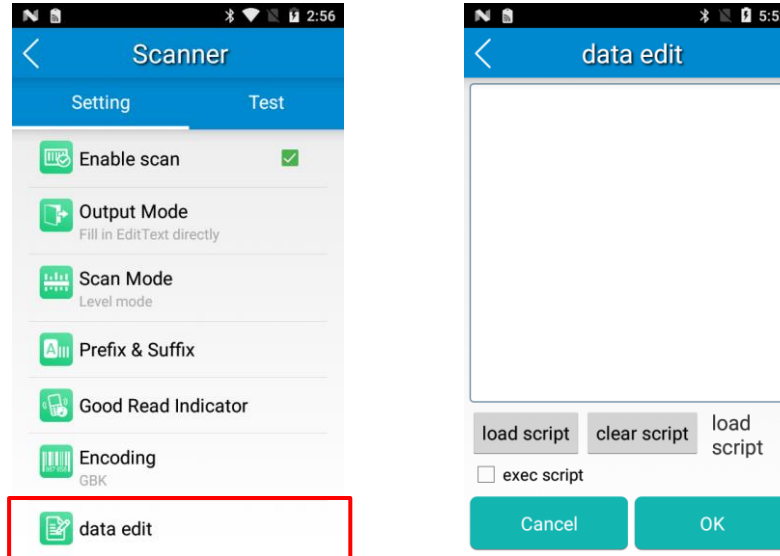 2:56
Scanner
Setting
Test
Enable scan
Output Mode
Fill in EditText directly
Scan Mode
Level mode
Prefix & Suffix
Good Read Indicator
Encoding
GBK
data edit
5:5
data edit
load script
clear script
load
script
exec script
Cancel
OK